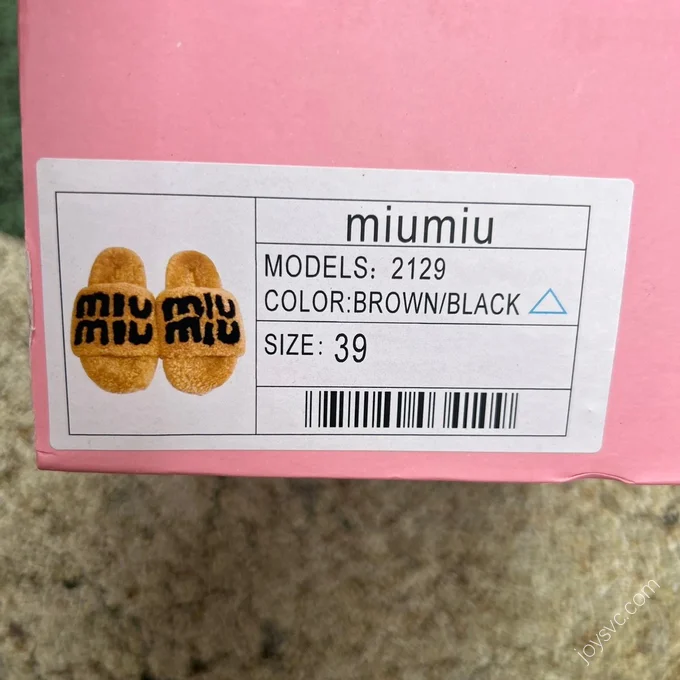 miumiu
MODELS: 2129
COLOR:BROWN/BLACK
SIZE: 39
miu miu
miu miu
joysvc.com